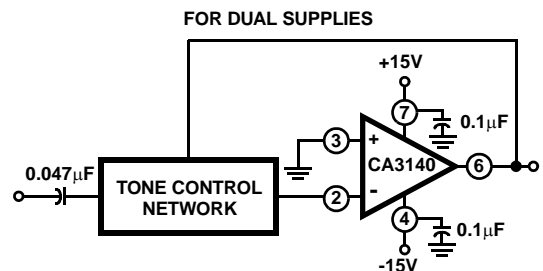 FOR DUAL SUPPLIES
+15V
7
0.1μF
3
+
CA3140
6
0.047μF
TONE CONTROL
NETWORK
2
-
4
0.1μF
-15V